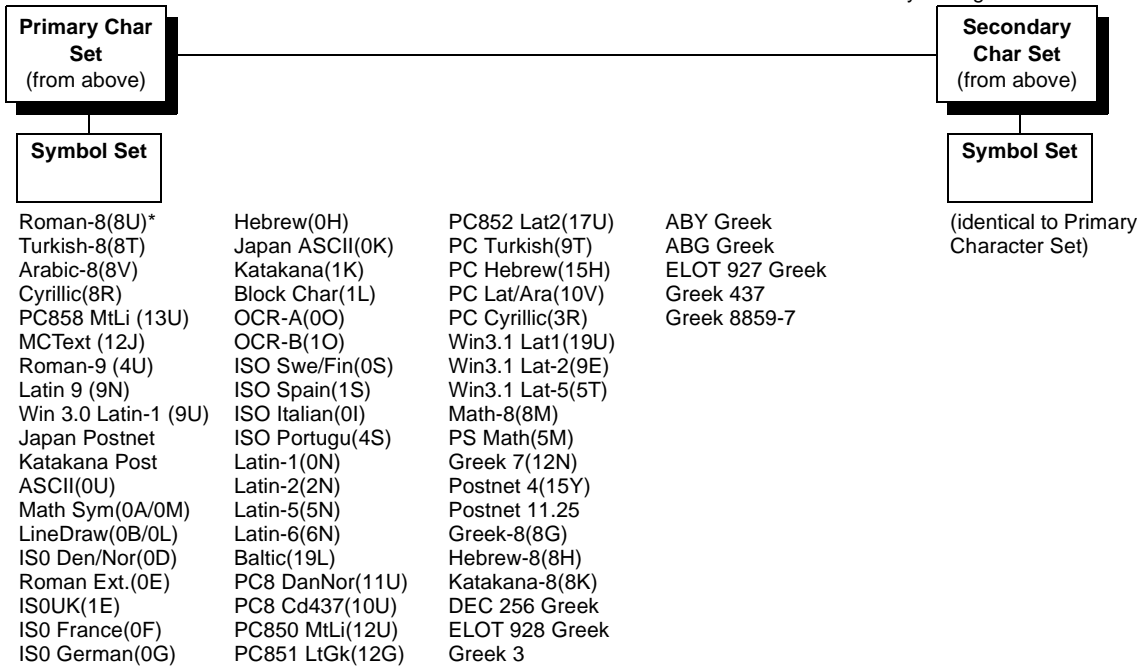 Primary Char
Set
(from above)
Secondary
Char Set
(from above)
Symbol Set
Symbol Set
Roman-8(8U)*
Turkish-8(8T)
Arabic-8(8V)
Cyrillic(8R)
PC858 MtLi (13U)
MCText (12J)
Roman-9 (4U)
Latin 9 (9N)
Win 3.0 Latin-1 (9U)
Japan Postnet
Katakana Post
ASCII(0U)
Math Sym(0A/0M)
LineDraw(0B/0L)
IS0 Den/Nor(0D)
Roman Ext.(0E)
IS0UK(1E)
IS0 France(0F)
IS0 German(0G)
Hebrew(0H)
Japan ASCII(0K)
Katakana(1K)
Block Char(1L)
OCR-A(0O)
OCR-B(1O)
ISO Swe/Fin(0S)
ISO Spain(1S)
ISO Italian(0I)
ISO Portugu(4S)
Latin-1(0N)
Latin-2(2N)
Latin-5(5N)
Latin-6(6N)
Baltic(19L)
PC8 DanNor(11U)
PC8 Cd437(10U)
PC850 MtLi(12U)
PC851 LtGk(12G)
PC852 Lat2(17U)
PC Turkish(9T)
PC Hebrew(15H)
PC Lat/Ara(10V)
PC Cyrillic(3R)
Win3.1 Lat1(19U)
Win3.1 Lat-2(9E)
Win3.1 Lat-5(5T)
Math-8(8M)
PS Math(5M)
Greek 7(12N)
Postnet 4(15Y)
Postnet 11.25
Greek-8(8G)
Hebrew-8(8H)
Katakana-8(8K)
DEC 256 Greek
ELOT 928 Greek
Greek 3
ABY Greek
ABG Greek
ELOT 927 Greek
Greek 437
Greek 8859-7
(identical to Primary
Character Set)